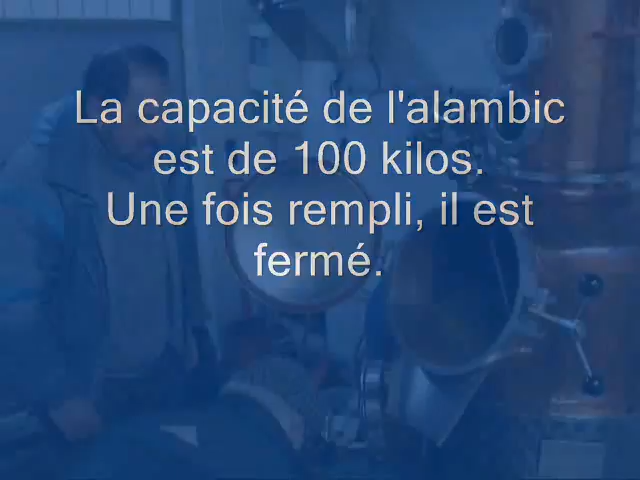 La capacité de l'alambic
est de 100 kilos.
Une fois rempli, il est
fermé.